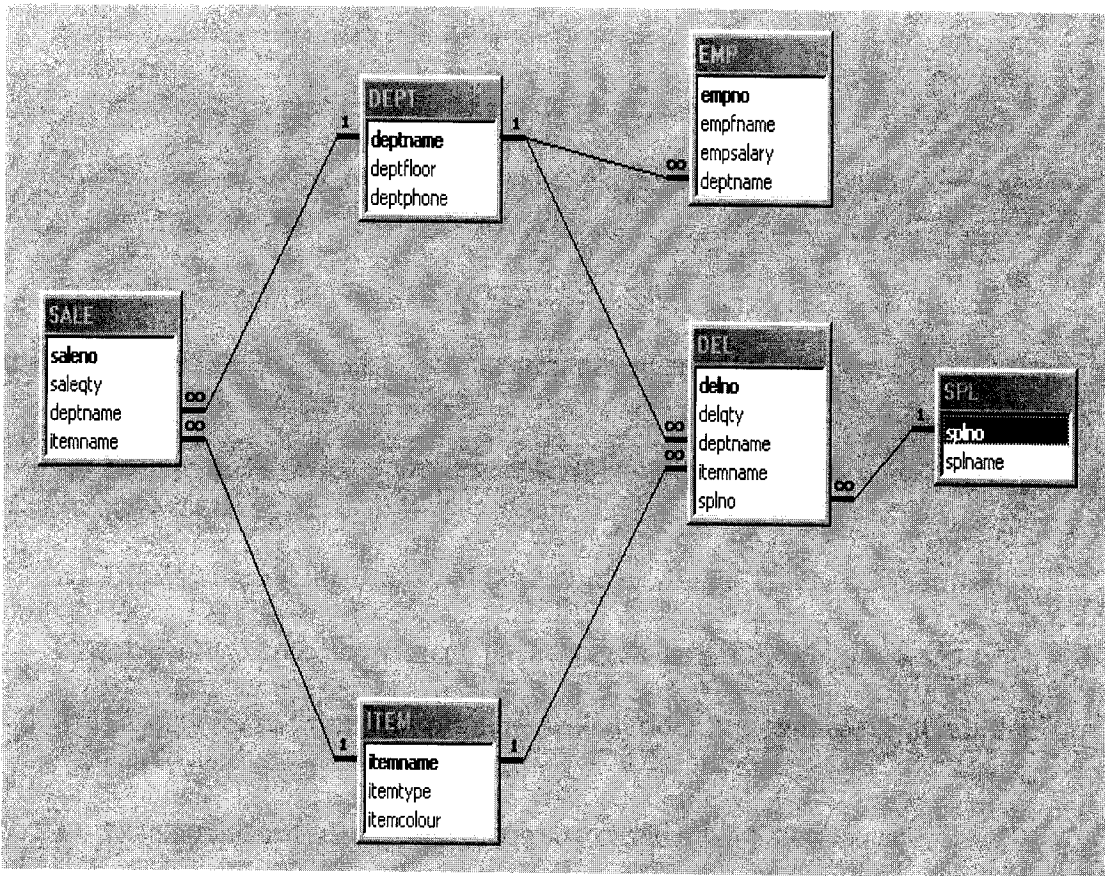 EMP
empno
empfname
empsalary
deptname
DEPT
deptname
deptfloor
deptphone
1
1
∞
SALE
saleno
saleqty
deptname
itemname
∞
∞
DEL
delno
delqty
deptname
itemname
splno
∞
∞
∞
SPL
splno
splname
1
ITEM
itemname
itemtype
itemcolour
1
1